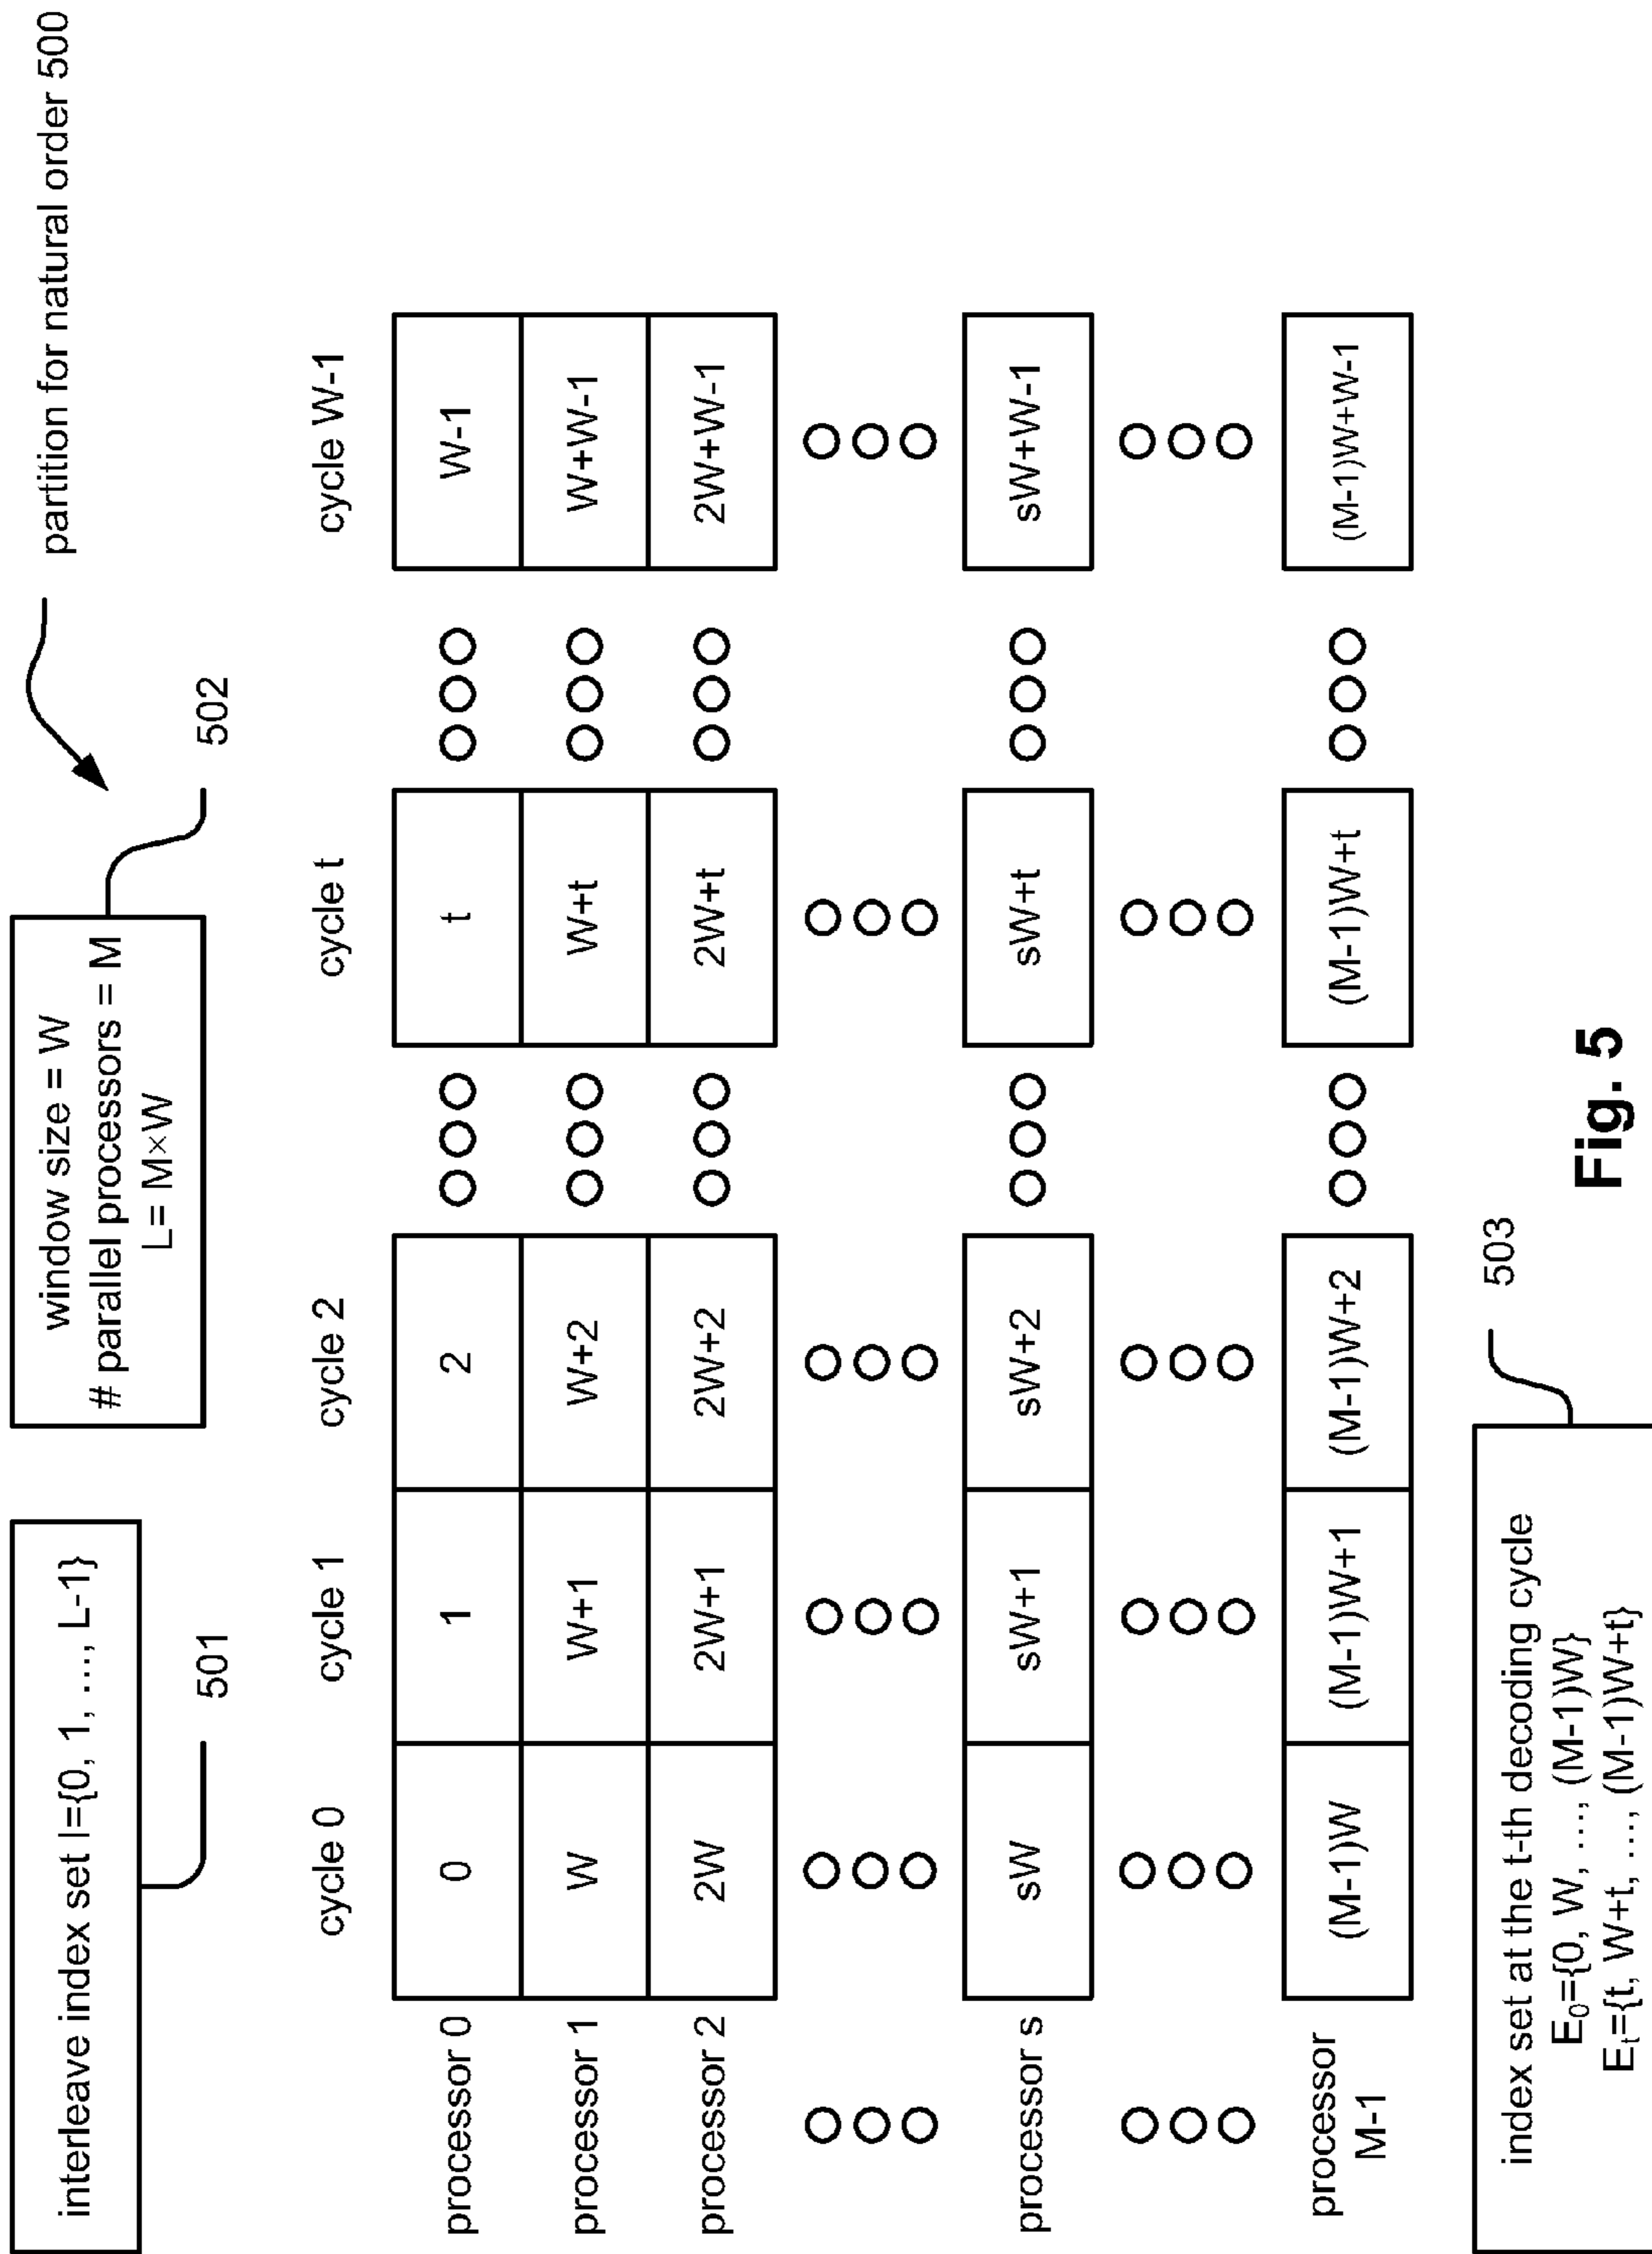 partition for natural order 500
interleave index set I={0, 1, ..., L-1}
501
window size = W
# parallel processors = M
L= M×W
502
cycle 0 cycle 1 cycle 2 cycle t cycle W-1
processor 0 0 1 2 t W-1
processor 1 W W+1 W+2 W+t W+W-1
processor 2 2W 2W+1 2W+2 2W+t 2W+W-1
processor s sW sW+1 sW+2 sW+t sW+W-1
processor
M-1 (M-1)W (M-1)W+1 (M-1)W+2 (M-1)W+t (M-1)W+W-1
index set at the t-th decoding cycle
E₀={0, W, ..., (M-1)W}
Eₜ={t, W+t, ..., (M-1)W+t}
503
Fig. 5